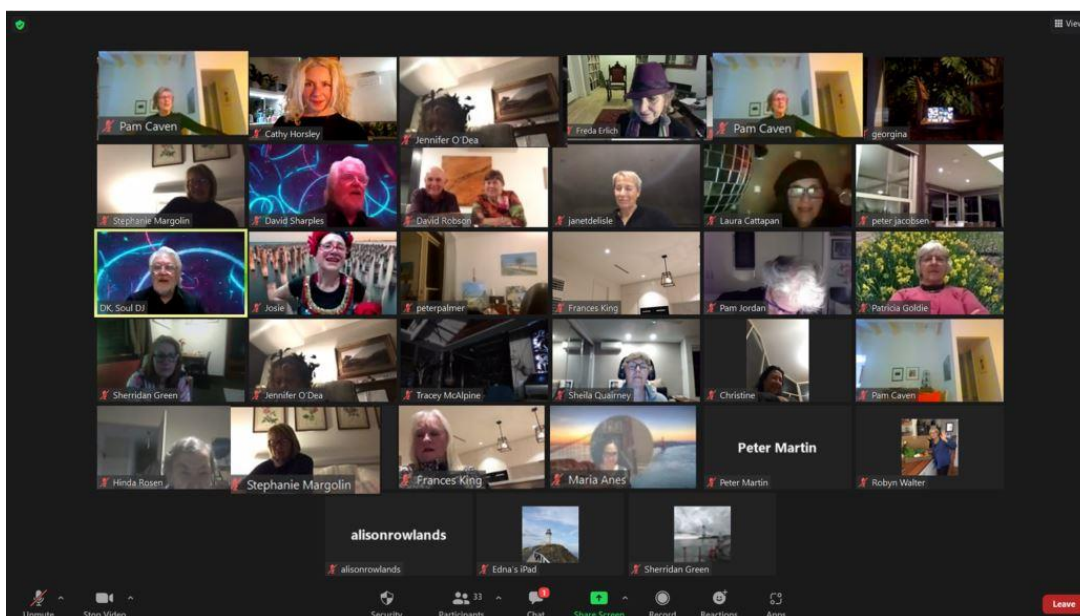 View
Pam Caven
Cathy Horsley
Jennifer O'Dea
Freda Erlich
Pam Caven
georgina
Stephanie Margolin
David Sharples
David Robson
janetdelisle
Laura Cattapan
peter jacobsen
DK, Soul DJ
Josie
peterpalmer
Frances King
Pam Jordan
Patricia Goldie
Sherridan Green
Jennifer O'Dea
Tracey McAlpine
Sheila Quairney
Christine
Pam Caven
Hinda Rosen
Stephanie Margolin
Frances King
Maria Anes
Peter Martin
Peter Martin
Robyn Walter
alisonrowlands
alisonrowlands
Edna's iPad
Sherridan Green
Unmute
Stop Video
Security
Participants
33
Chat
1
Share Screen
Record
Reactions
Apps
Leave